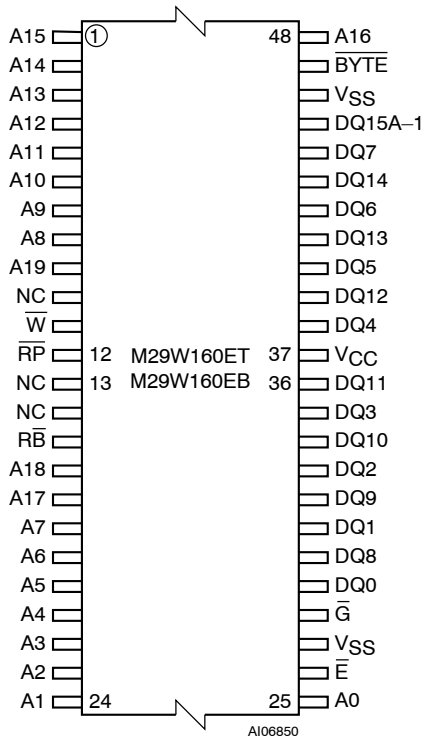 A15 ① 48 A16
A14 B̅Y̅T̅E̅
A13 VSS
A12 DQ15A–1
A11 DQ7
A10 DQ14
A9 DQ6
A8 DQ13
A19 DQ5
NC DQ12
W̅ DQ4
R̅P̅ 12 M29W160ET 37 VCC
NC 13 M29W160EB 36 DQ11
NC DQ3
RB̅ DQ10
A18 DQ2
A17 DQ9
A7 DQ1
A6 DQ8
A5 DQ0
A4 G̅
A3 VSS
A2 E̅
A1 24 25 A0
AI06850